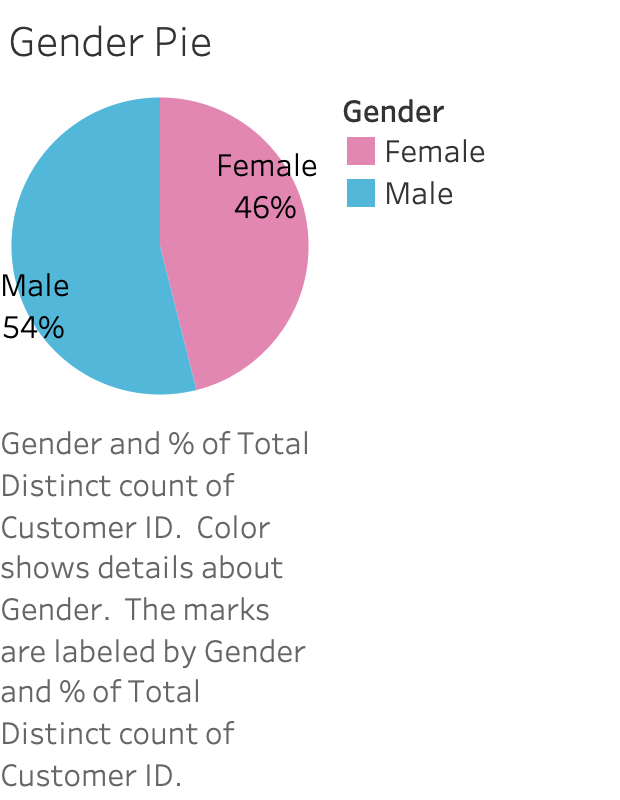 Gender Pie
Gender
Female
Male
Female
46%
Male
54%
Gender and % of Total
Distinct count of
Customer ID.  Color
shows details about
Gender.  The marks
are labeled by Gender
and % of Total
Distinct count of
Customer ID.